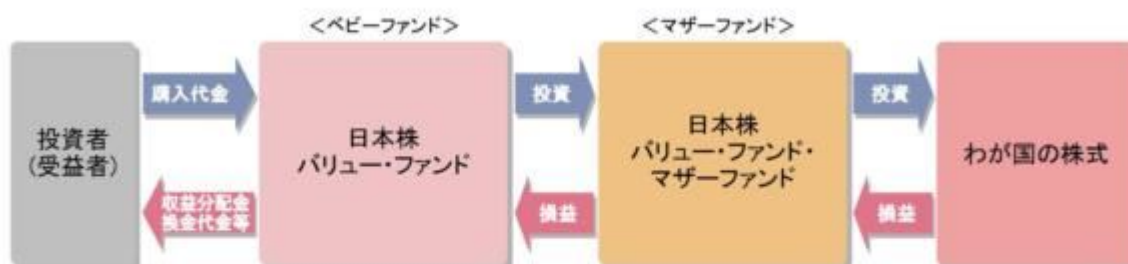 <ベビーファンド>
<マザーファンド>
投資者
(受益者)
購入代金
収益分配金
換金代金等
日本株
バリュー・ファンド
投資
損益
日本株
バリュー・ファンド・
マザーファンド
投資
損益
わが国の株式